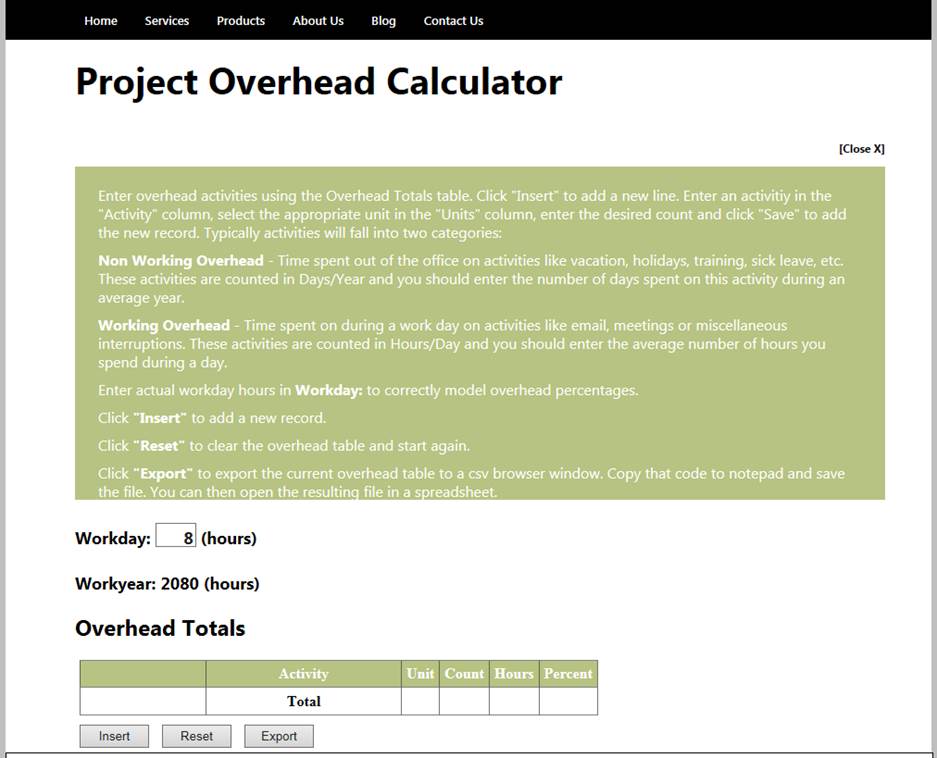 Home Services Products About Us Blog Contact Us
Project Overhead Calculator
[Close X]
Enter overhead activities using the Overhead Totals table. Click "Insert" to add a new line. Enter an activitiy in the
"Activity" column, select the appropriate unit in the "Units" column, enter the desired count and click "Save" to add
the new record. Typically activities will fall into two categories:
Non Working Overhead - Time spent out of the office on activities like vacation, holidays, training, sick leave, etc.
These activities are counted in Days/Year and you should enter the number of days spent on this activity during an
average year.
Working Overhead - Time spent on during a work day on activities like email, meetings or miscellaneous
interruptions. These activities are counted in Hours/Day and you should enter the average number of hours you
spend during a day.
Enter actual workday hours in Workday: to correctly model overhead percentages.
Click "Insert" to add a new record.
Click "Reset" to clear the overhead table and start again.
Click "Export" to export the current overhead table to a csv browser window. Copy that code to notepad and save
the file. You can then open the resulting file in a spreadsheet.
Workday: 8 (hours)
Workyear: 2080 (hours)
Overhead Totals
Activity Unit Count Hours Percent
Total
Insert Reset Export